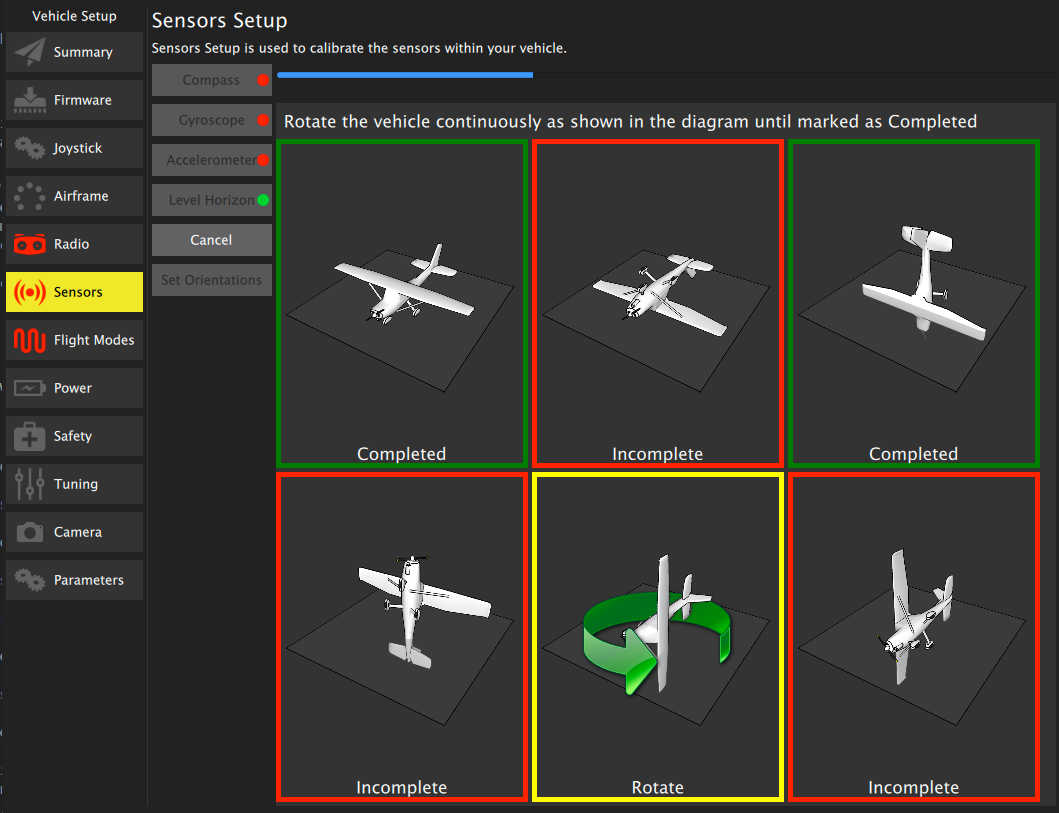 Vehicle Setup
Summary
Firmware
Joystick
Airframe
Radio
Sensors
Flight Modes
Power
Safety
Tuning
Camera
Parameters
Sensors Setup
Sensors Setup is used to calibrate the sensors within your vehicle.
Compass
Gyroscope
Accelerometer
Level Horizon
Cancel
Set Orientations
Rotate the vehicle continuously as shown in the diagram until marked as Completed
Completed
Incomplete
Completed
Incomplete
Rotate
Incomplete